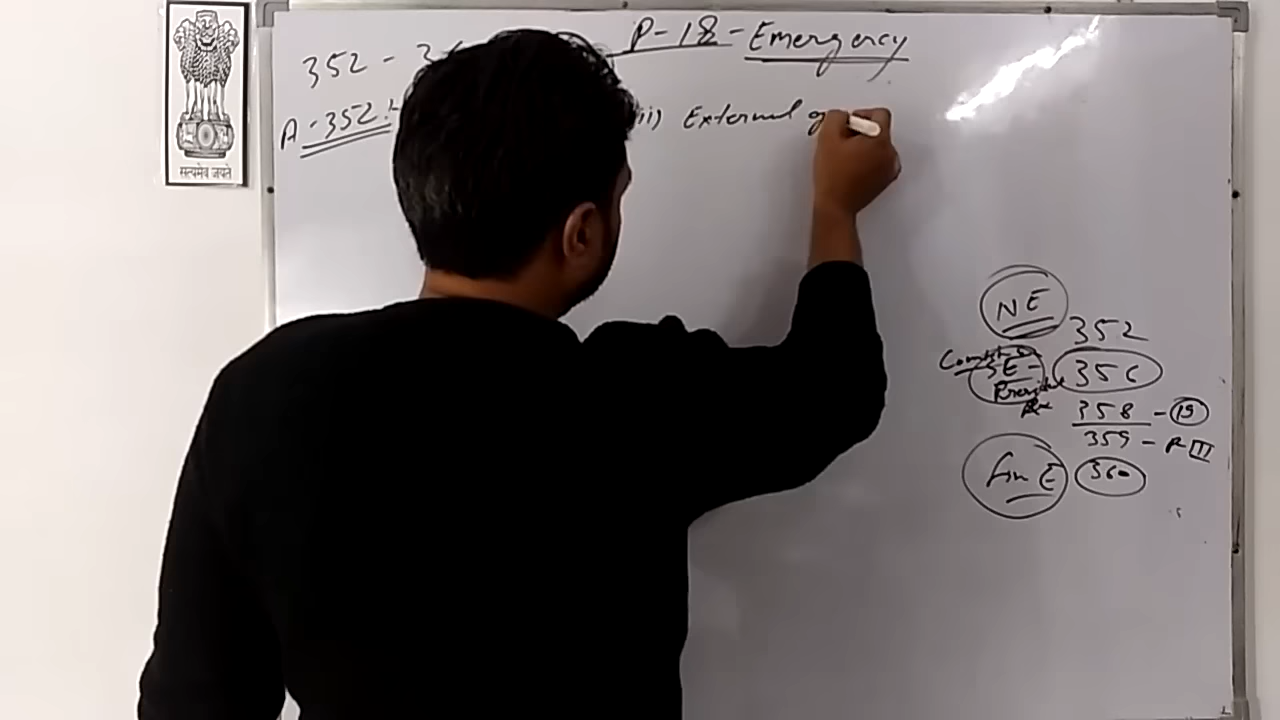 सत्यमेव जयते
352 -
P-18-Emergency
A-352:-
ii) External
NE
352
SE-
356
358 - 19
359 - P III
Fin E
360